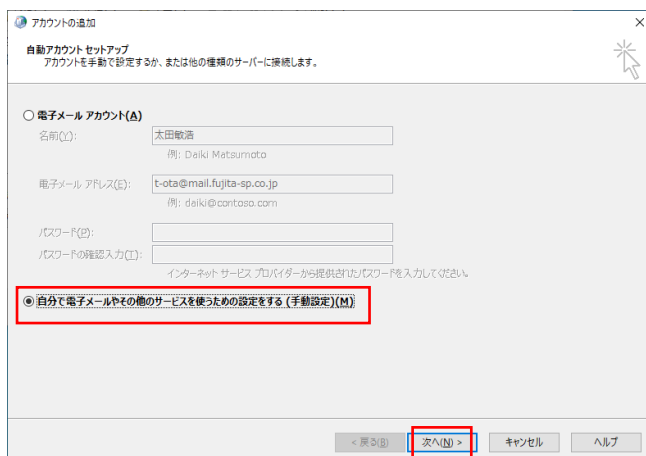 アカウントの追加
自動アカウント セットアップ
アカウントを手動で設定するか、または他の種類のサーバーに接続します。
電子メール アカウント(A)
名前(Y):
太田敏浩
例: Daiki Matsumoto
電子メール アドレス(E):
t-ota@mail.fujita-sp.co.jp
例: daiki@contoso.com
パスワード(P):
パスワードの確認入力(T):
インターネット サービス プロバイダーから提供されたパスワードを入力してください。
自分で電子メールやその他のサービスを使うための設定をする (手動設定)(M)
< 戻る(B) 次へ(N) > キャンセル ヘルプ